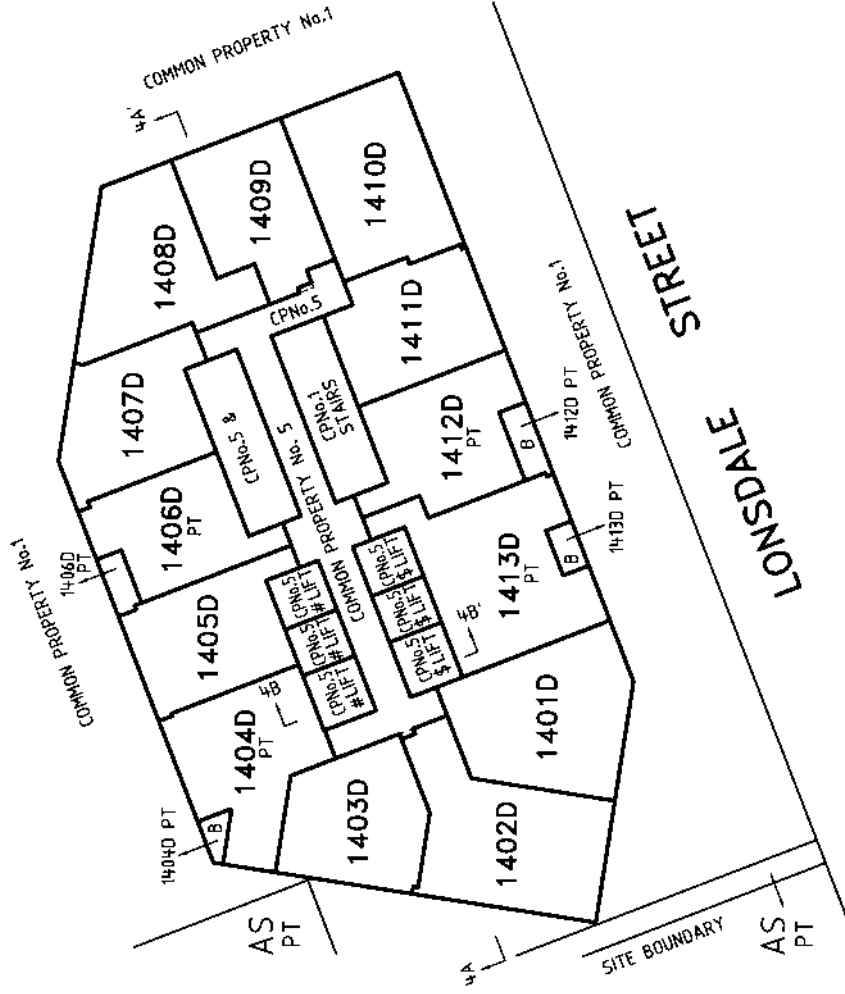 COMMON PROPERTY No.1
4A'
1408D
1409D
1410D
COMMON PROPERTY No.1
1407D
CPNo.5
1411D
COMMON PROPERTY No.1
STREET
1406D PT
1406D
PT
CPNo.5 &
COMMON PROPERTY No. 5
CPNo.1
STAIRS
1412D
PT
B
1412D PT
1405D
CPNo.5
# LIFT
CPNo.5
# LIFT
CPNo.5
# LIFT
CPNo.5
$ LIFT
CPNo.5
$ LIFT
CPNo.5
$ LIFT
1413D
PT
B
1413D PT
LONSDALE
4B
4B'
1404D
PT
1404D PT
B
1403D
1402D
1401D
AS
PT
4A
SITE BOUNDARY
AS
PT